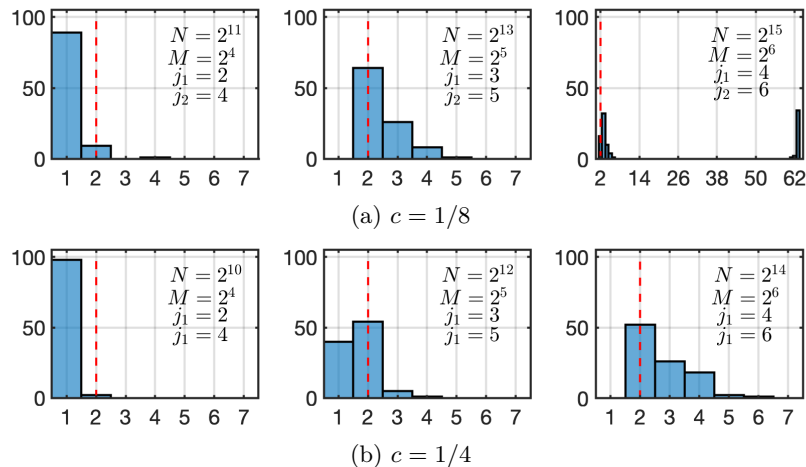 100
50
0
N = 2^{11}
M = 2^4
j_1 = 2
j_2 = 4
1 2 3 4 5 6 7
100
50
0
N = 2^{13}
M = 2^5
j_1 = 3
j_2 = 5
1 2 3 4 5 6 7
100
50
0
N = 2^{15}
M = 2^6
j_1 = 4
j_2 = 6
2 14 26 38 50 62
(a) c = 1/8
100
50
0
N = 2^{10}
M = 2^4
j_1 = 2
j_1 = 4
1 2 3 4 5 6 7
100
50
0
N = 2^{12}
M = 2^5
j_1 = 3
j_1 = 5
1 2 3 4 5 6 7
100
50
0
N = 2^{14}
M = 2^6
j_1 = 4
j_1 = 6
1 2 3 4 5 6 7
(b) c = 1/4